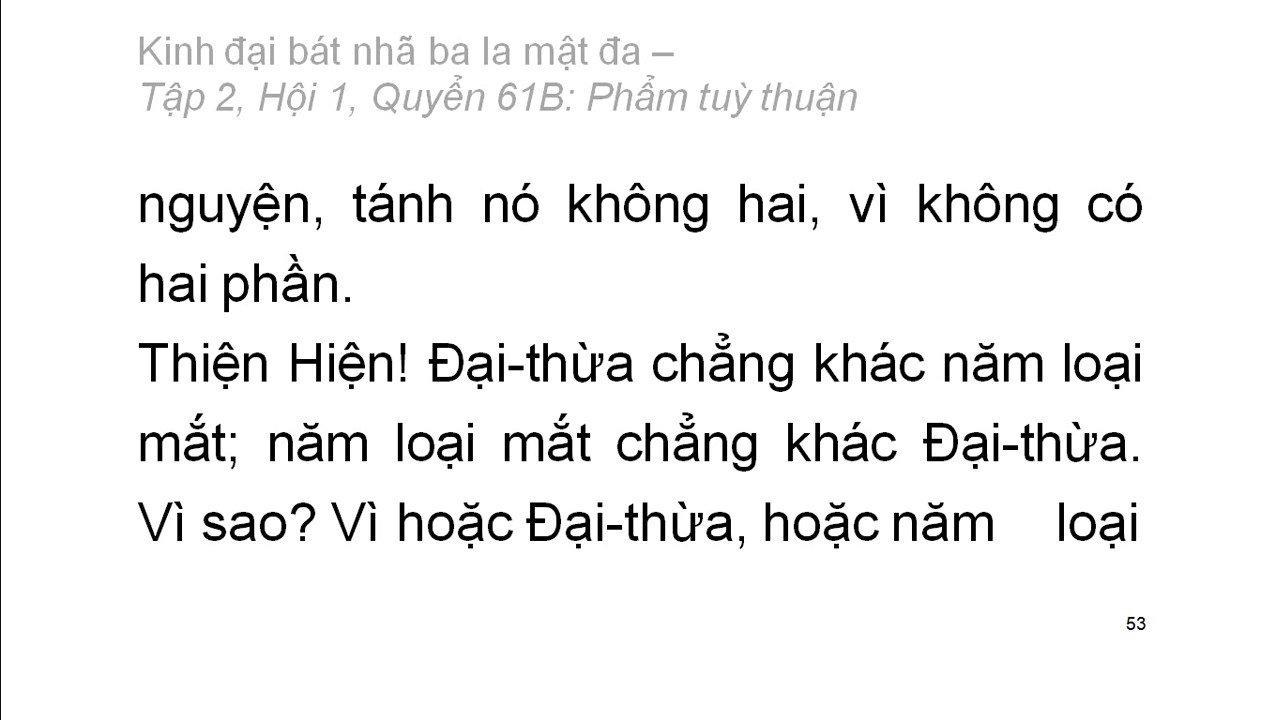 Kinh đại bát nhã ba la mật đa –
Tập 2, Hội 1, Quyển 61B: Phẩm tuỳ thuận
nguyện, tánh nó không hai, vì không có
hai phần.
Thiện Hiện! Đại-thừa chẳng khác năm loại
mắt; năm loại mắt chẳng khác Đại-thừa.
Vì sao? Vì hoặc Đại-thừa, hoặc năm loại
53